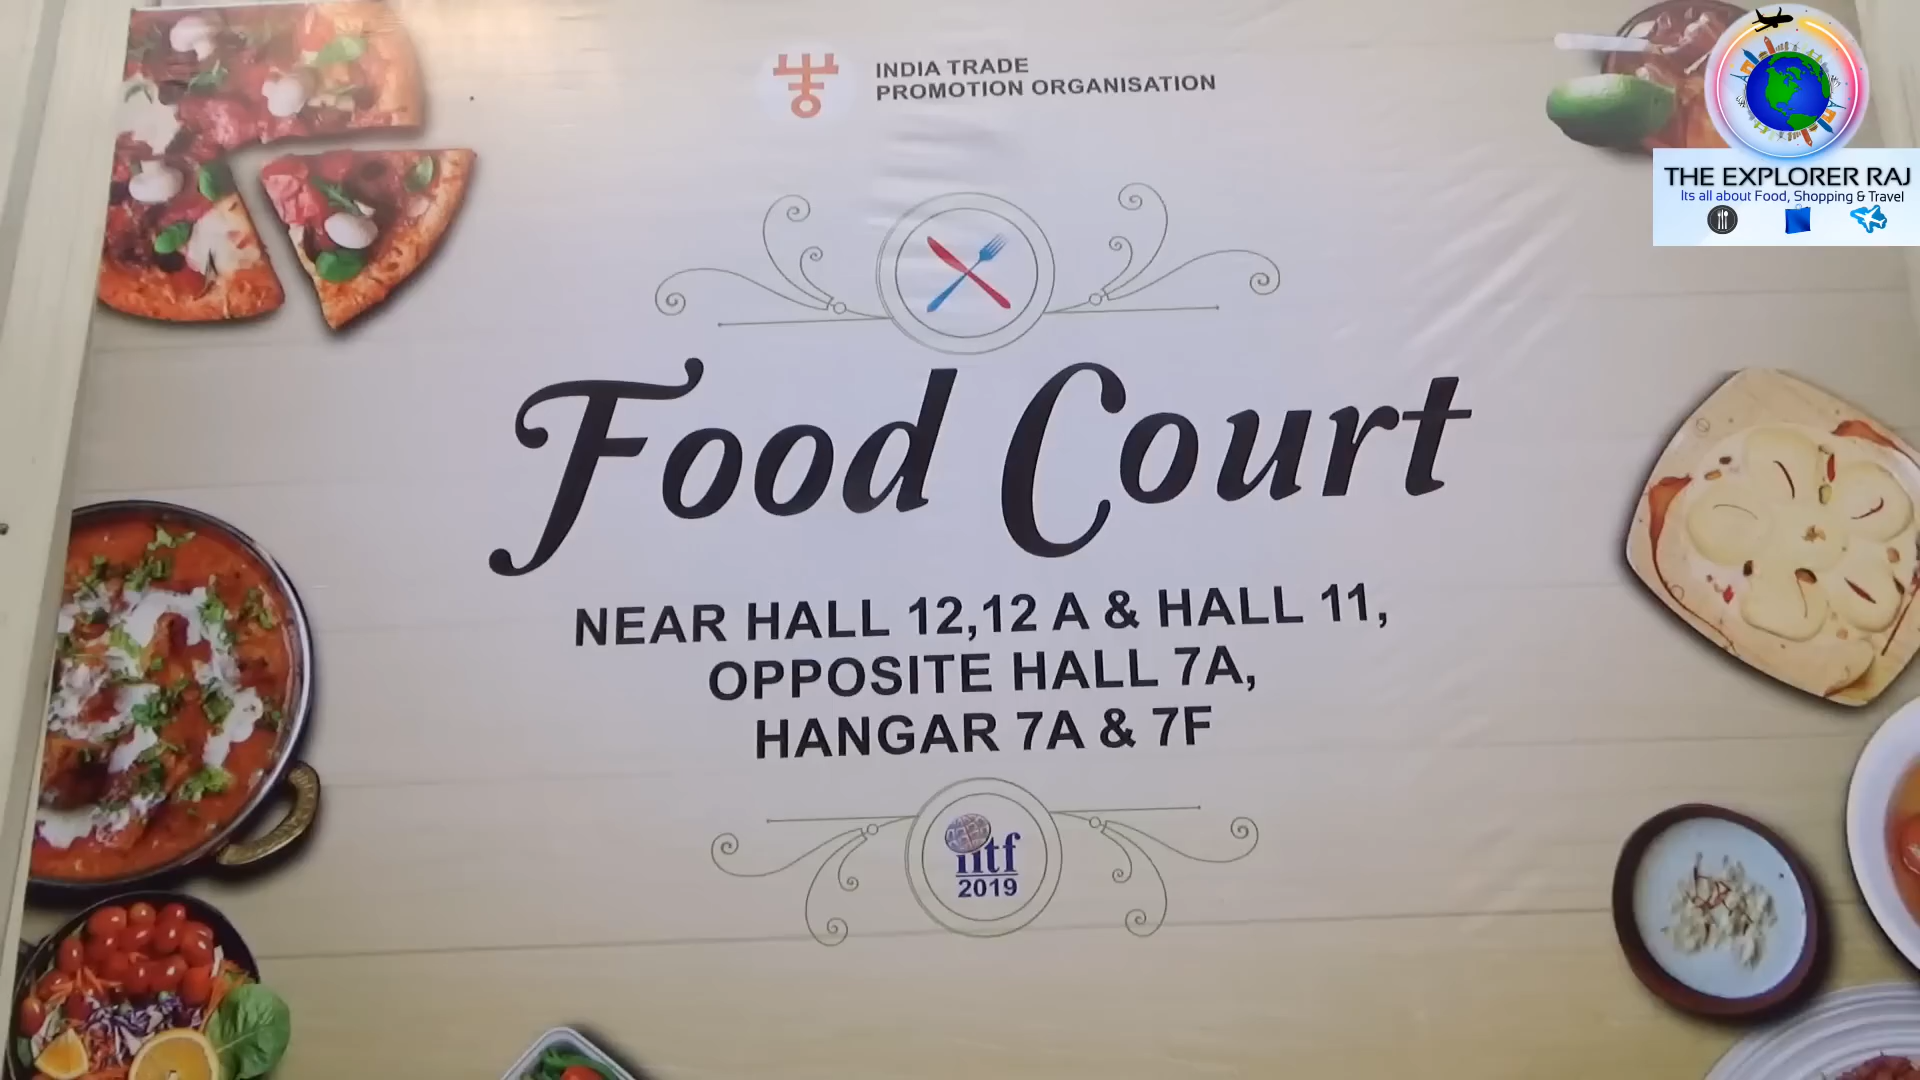 INDIA TRADE
PROMOTION ORGANISATION
THE EXPLORER RAJ
Its all about Food, Shopping & Travel
Food Court
NEAR HALL 12,12 A & HALL 11,
OPPOSITE HALL 7A,
HANGAR 7A & 7F
iitf
2019